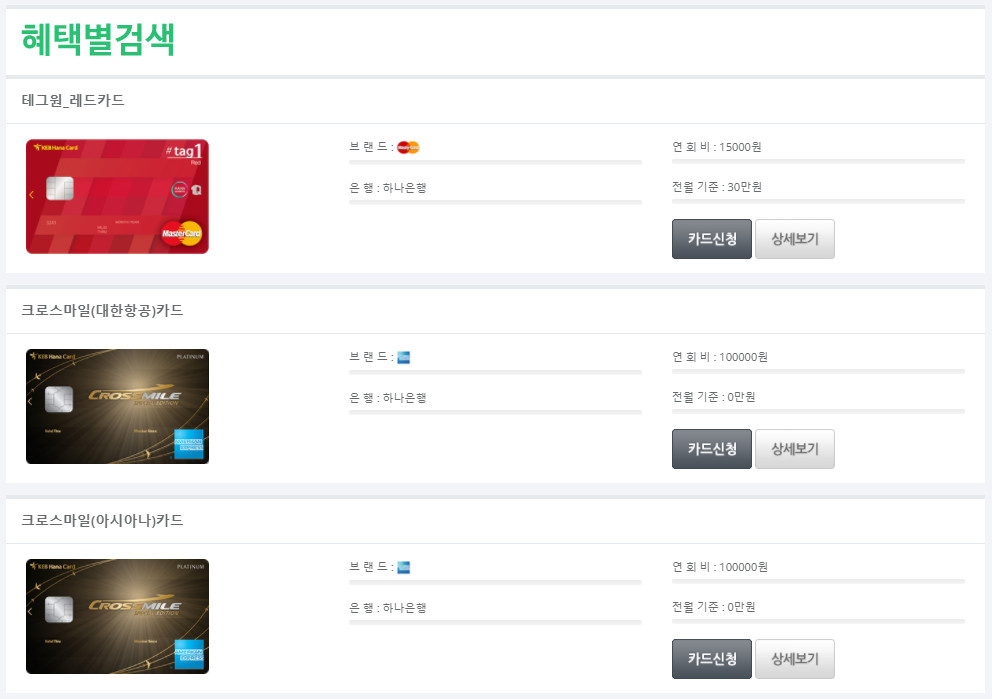 혜택별검색
테그원_레드카드
KEB Hana Card
#tag1
Red
MasterCard
브 랜 드 : MasterCard
은 행 : 하나은행
연 회 비 : 15000원
전월 기준 : 30만원
카드신청 상세보기
크로스마일(대한항공)카드
KEB Hana Card PLATINUM
CROSSMILE
SPECIAL EDITION
AMERICAN EXPRESS
브 랜 드 :
은 행 : 하나은행
연 회 비 : 100000원
전월 기준 : 0만원
카드신청 상세보기
크로스마일(아시아나)카드
KEB Hana Card PLATINUM
CROSSMILE
SPECIAL EDITION
AMERICAN EXPRESS
브 랜 드 :
은 행 : 하나은행
연 회 비 : 100000원
전월 기준 : 0만원
카드신청 상세보기